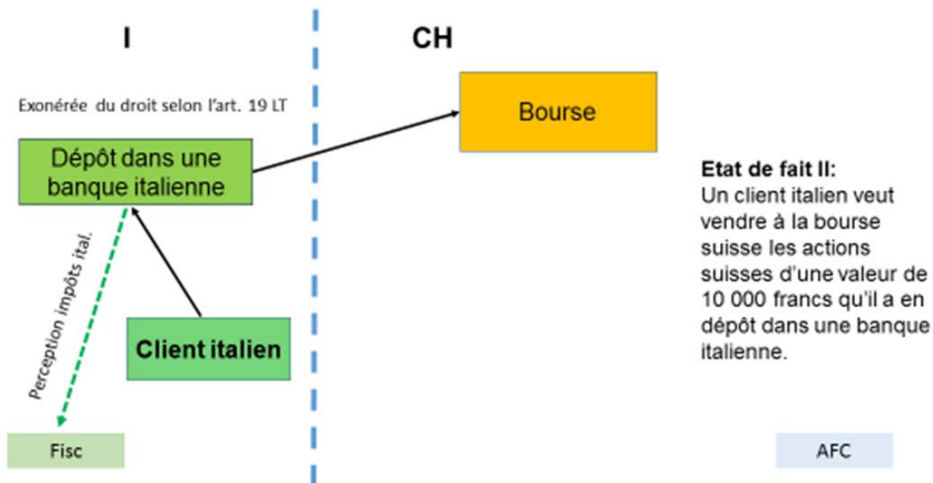 I
CH
Exonérée du droit selon l'art. 19 LT
Bourse
Dépôt dans une
banque italienne
Etat de fait II:
Un client italien veut
vendre à la bourse
suisse les actions
suisses d'une valeur de
10 000 francs qu'il a en
dépôt dans une banque
italienne.
Perception impôts ital.
Client italien
Fisc
AFC